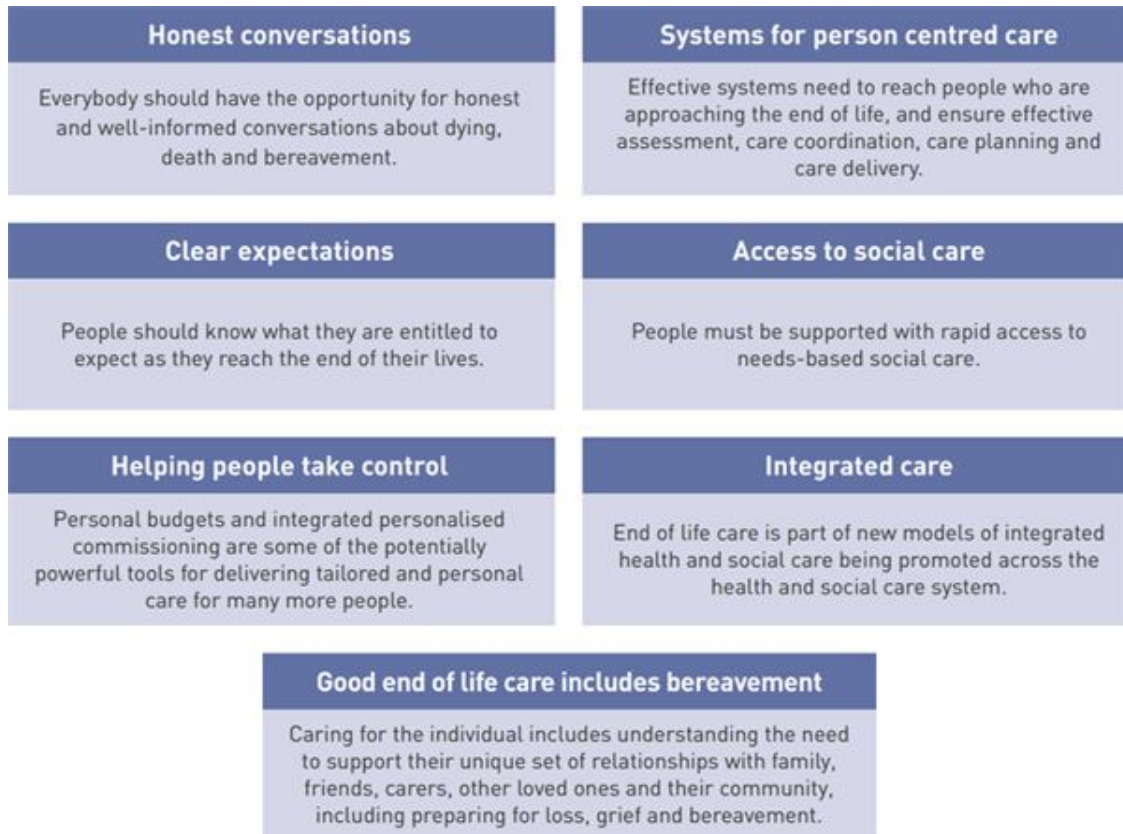 Honest conversations
Everybody should have the opportunity for honest
and well-informed conversations about dying,
death and bereavement.
Systems for person centred care
Effective systems need to reach people who are
approaching the end of life, and ensure effective
assessment, care coordination, care planning and
care delivery.
Clear expectations
People should know what they are entitled to
expect as they reach the end of their lives.
Access to social care
People must be supported with rapid access to
needs-based social care.
Helping people take control
Personal budgets and integrated personalised
commissioning are some of the potentially
powerful tools for delivering tailored and personal
care for many more people.
Integrated care
End of life care is part of new models of integrated
health and social care being promoted across the
health and social care system.
Good end of life care includes bereavement
Caring for the individual includes understanding the need
to support their unique set of relationships with family,
friends, carers, other loved ones and their community,
including preparing for loss, grief and bereavement.